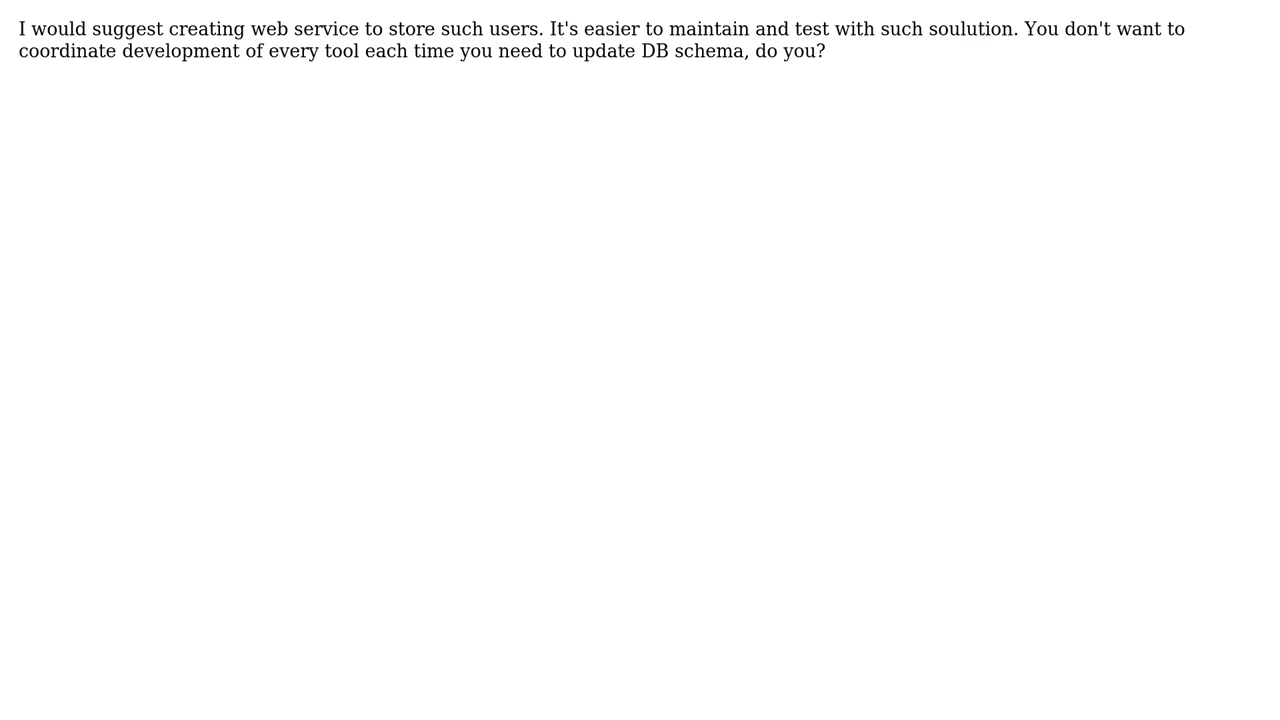 I would suggest creating web service to store such users. It's easier to maintain and test with such soulution. You don't want to
coordinate development of every tool each time you need to update DB schema, do you?